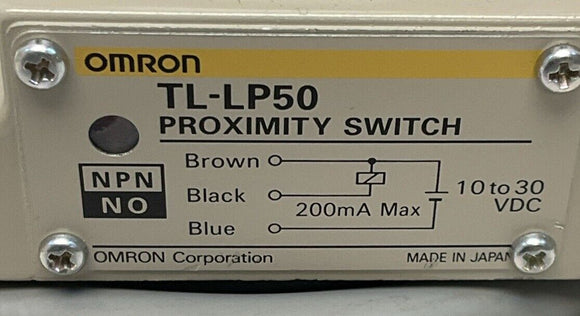 OMRON
TL-LP50
PROXIMITY SWITCH
NPN
NO
Brown
Black
Blue
200mA Max
10 to 30
VDC
OMRON Corporation
MADE IN JAPAN